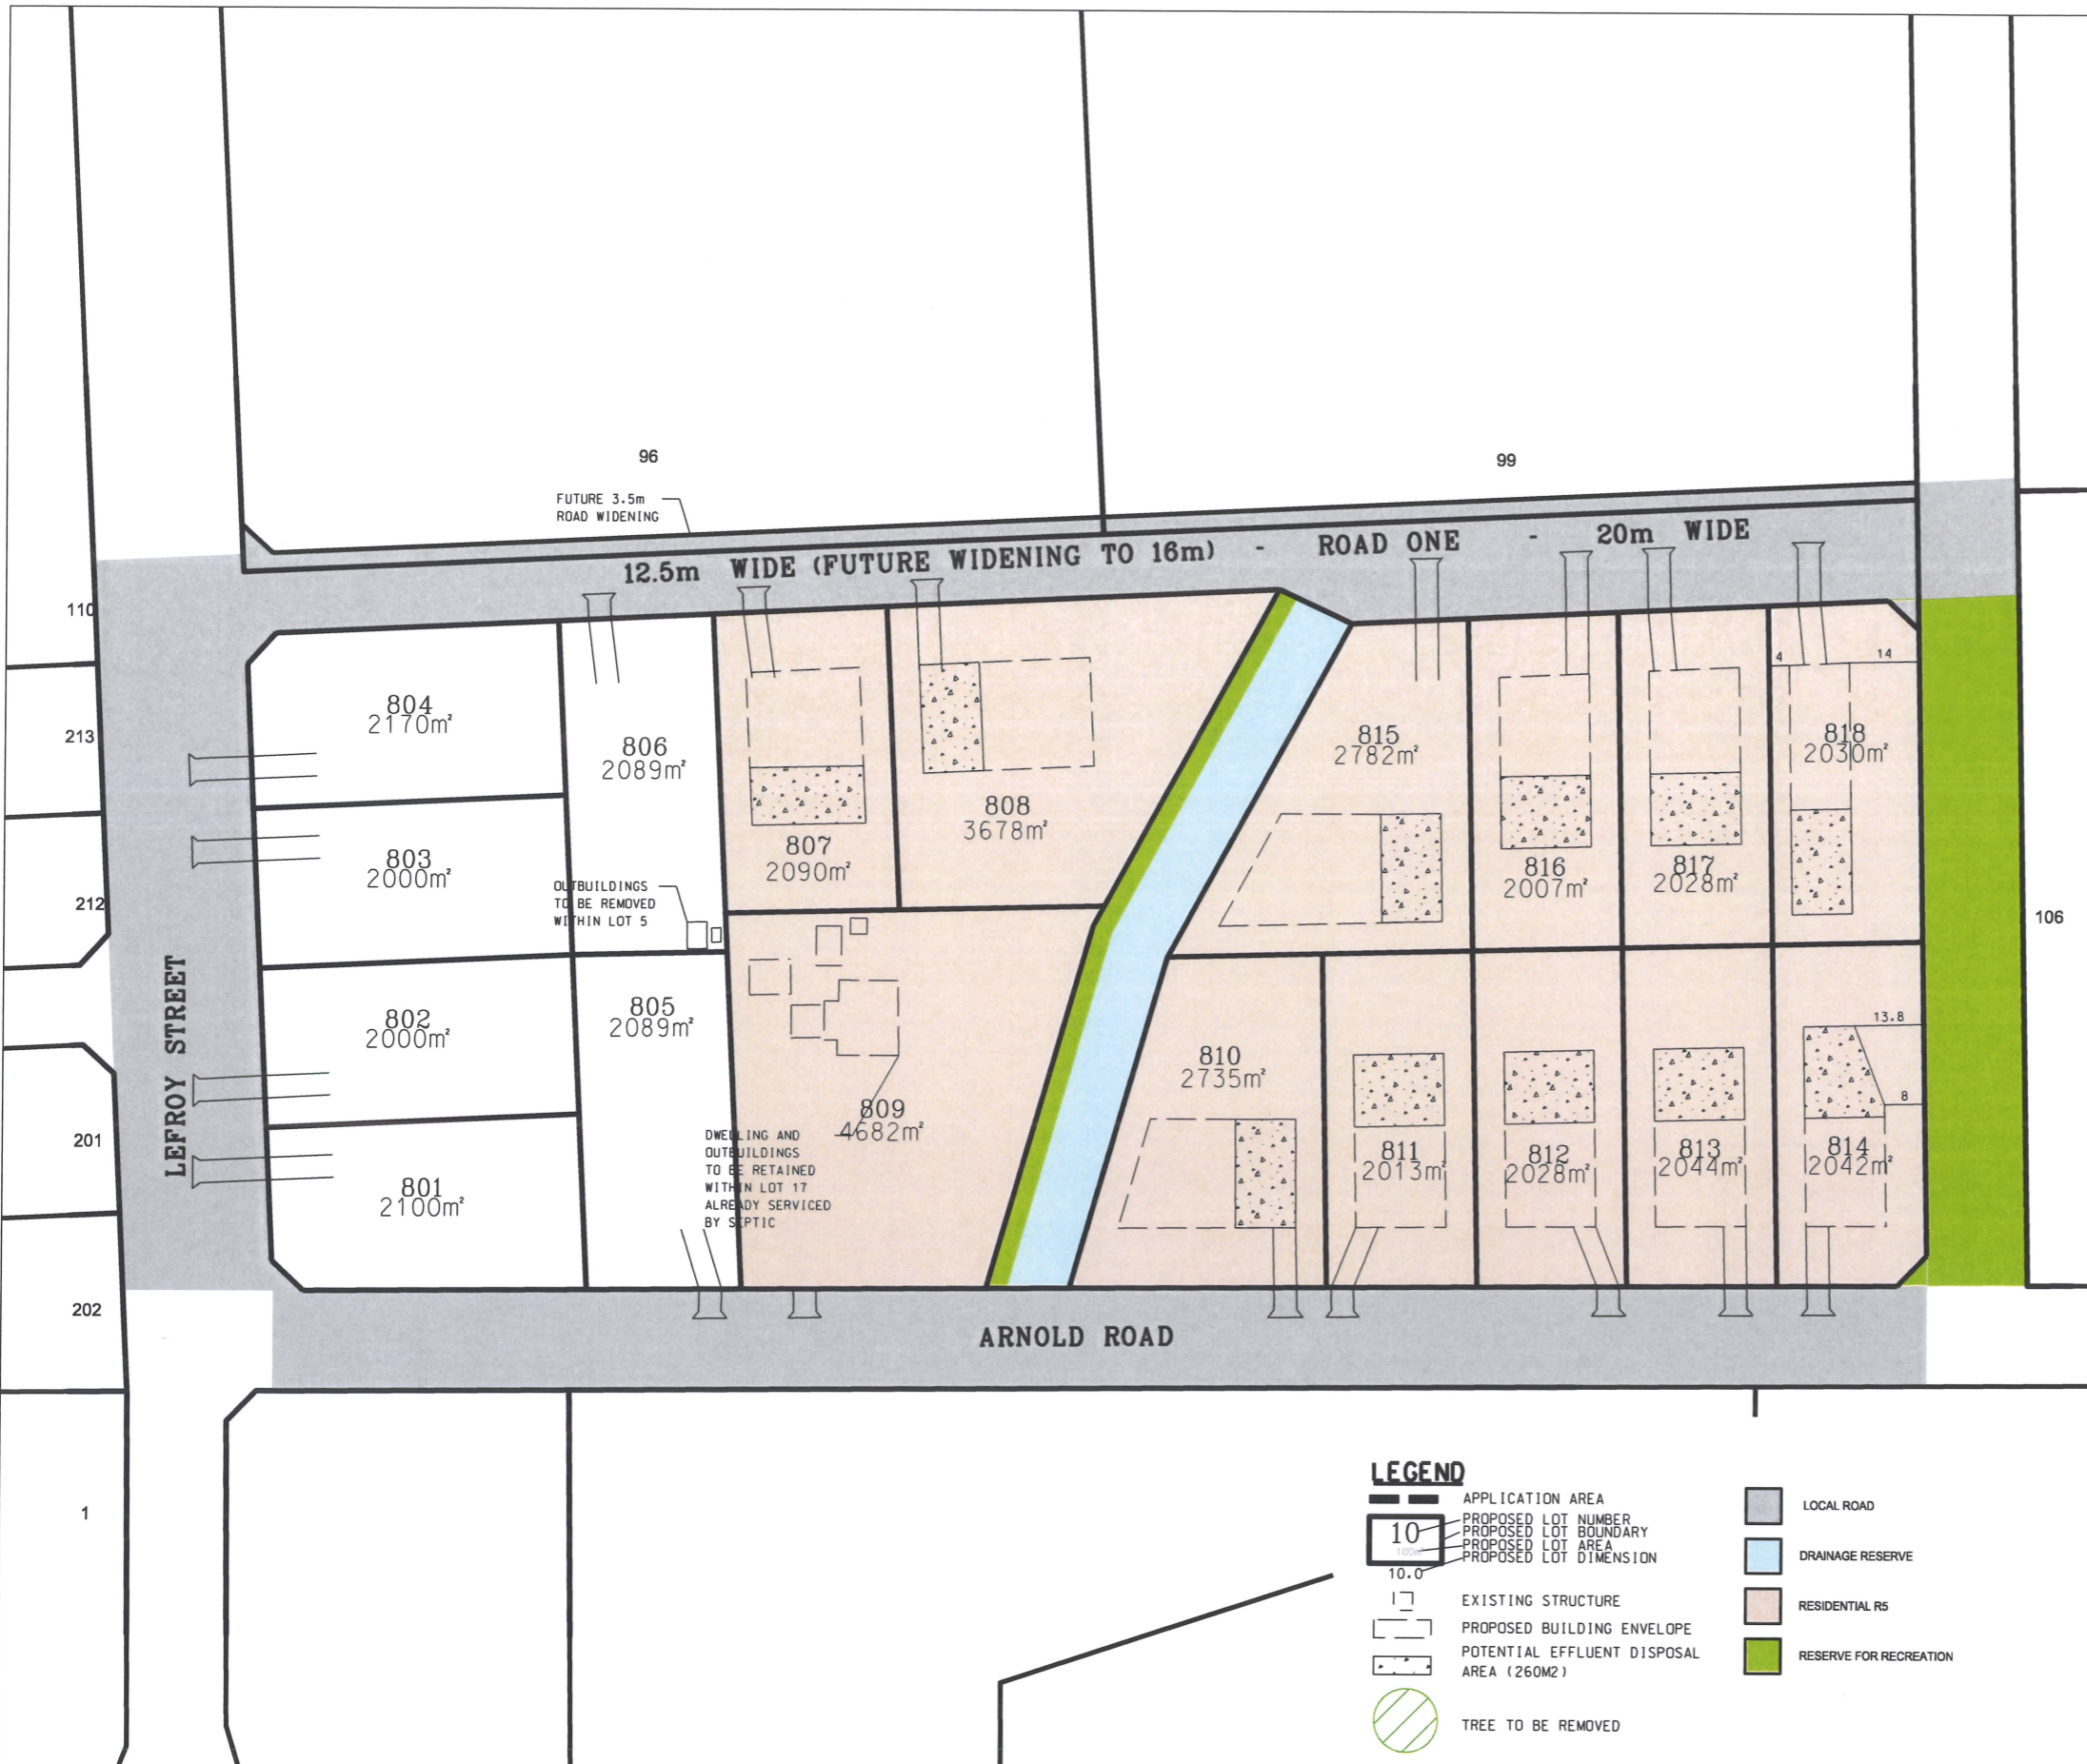 96
99
FUTURE 3.5m
ROAD WIDENING
12.5m WIDE (FUTURE WIDENING TO 16m) - ROAD ONE - 20m WIDE
110
213
212
201
202
1
106
LEFROY STREET
804
2170m²
803
2000m²
802
2000m²
801
2100m²
806
2089m²
OUTBUILDINGS
TO BE REMOVED
WITHIN LOT 5
805
2089m²
807
2090m²
808
3678m²
809
4682m²
DWELLING AND
OUTBUILDINGS
TO BE RETAINED
WITHIN LOT 17
ALREADY SERVICED
BY SEPTIC
815
2782m²
816
2007m²
817
2028m²
4
14
818
2030m²
810
2735m²
811
2013m²
812
2028m²
813
2044m²
13.8
8
814
2042m²
ARNOLD ROAD
LEGEND
APPLICATION AREA
10
100m²
PROPOSED LOT NUMBER
PROPOSED LOT BOUNDARY
PROPOSED LOT AREA
PROPOSED LOT DIMENSION
10.0
EXISTING STRUCTURE
PROPOSED BUILDING ENVELOPE
POTENTIAL EFFLUENT DISPOSAL
AREA (260M2)
TREE TO BE REMOVED
LOCAL ROAD
DRAINAGE RESERVE
RESIDENTIAL R5
RESERVE FOR RECREATION